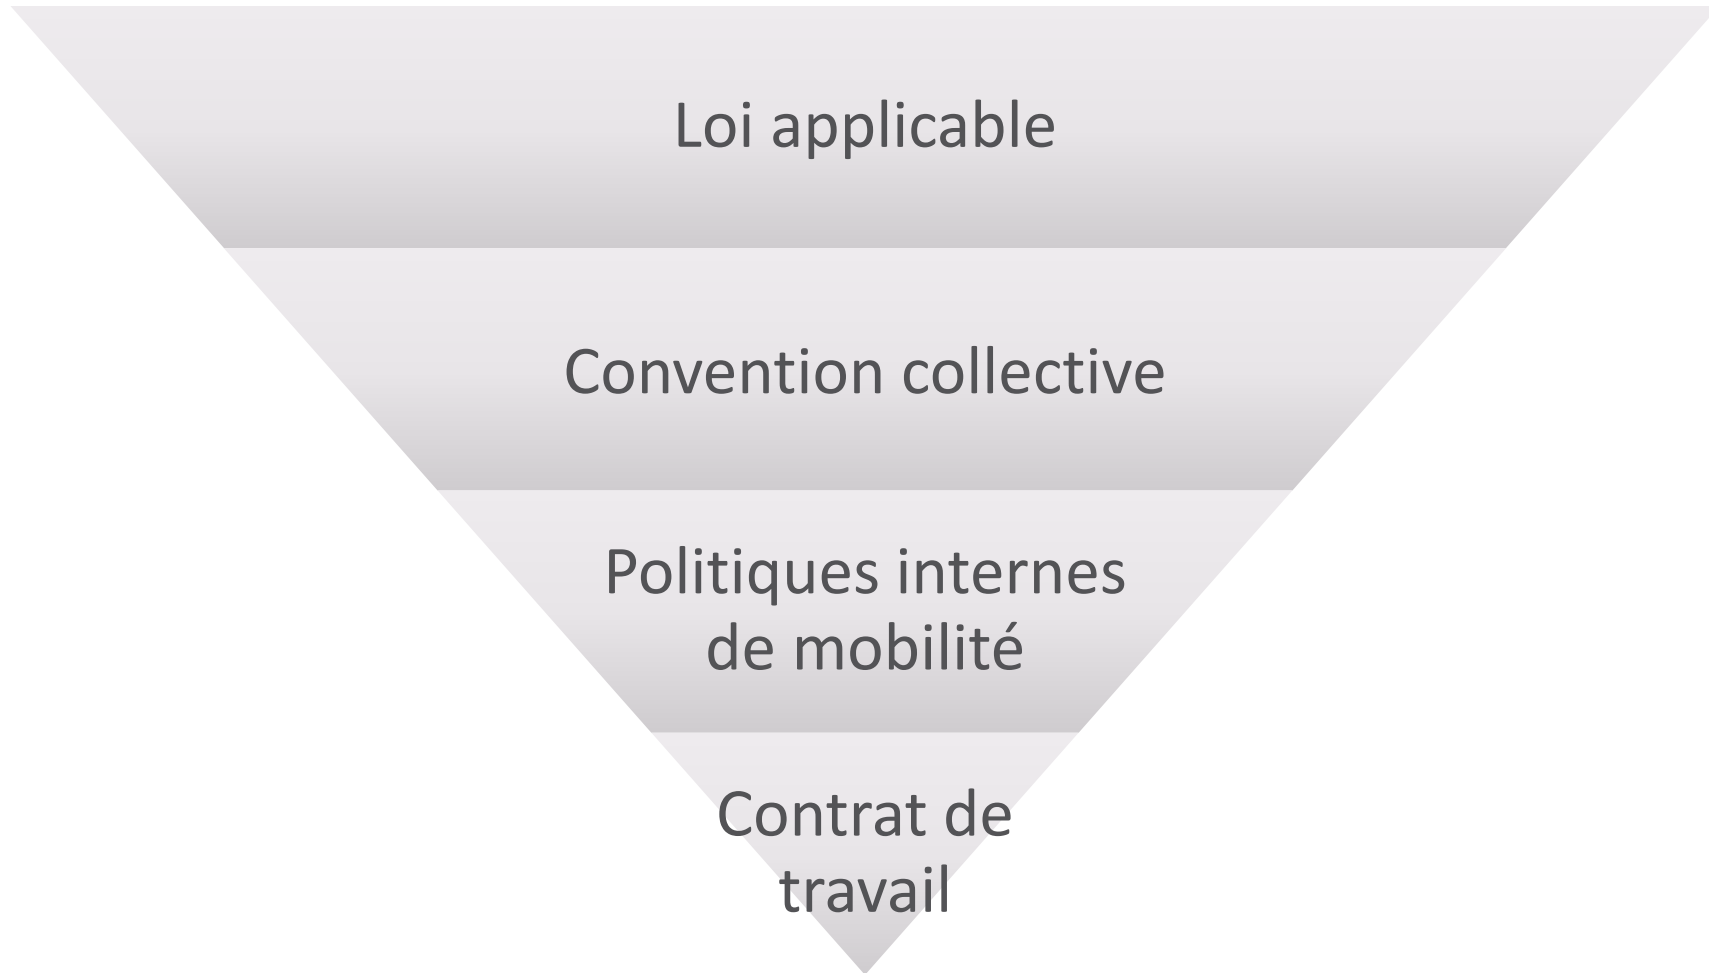 Loi applicable
Convention collective
Politiques internes
de mobilité
Contrat de
travail